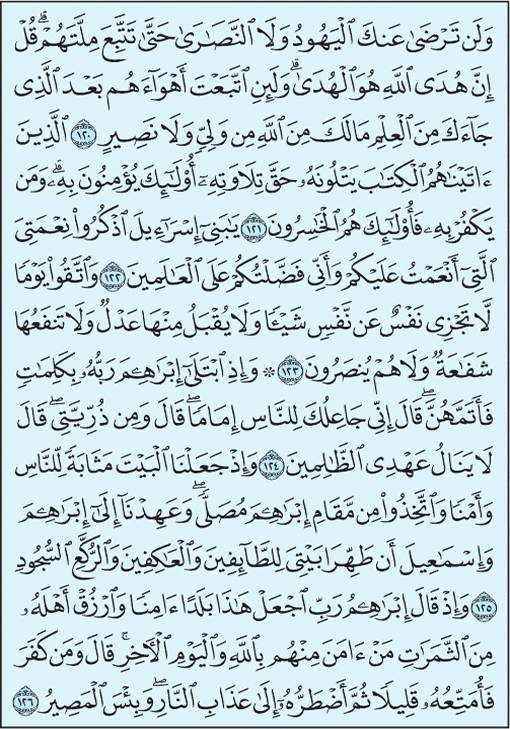 وَلَن تَرْضَىٰ عَنكَ ٱلْيَهُودُ وَلَا ٱلنَّصَٰرَىٰ حَتَّىٰ تَتَّبِعَ مِلَّتَهُمْ ۗ قُلْ
إِنَّ هُدَى ٱللَّهِ هُوَ ٱلْهُدَىٰ ۗ وَلَئِنِ ٱتَّبَعْتَ أَهْوَآءَهُم بَعْدَ ٱلَّذِى
جَآءَكَ مِنَ ٱلْعِلْمِ مَا لَكَ مِنَ ٱللَّهِ مِن وَلِىٍّ وَلَا نَصِيرٍ ١٢٠ ٱلَّذِينَ
ءَاتَيْنَٰهُمُ ٱلْكِتَٰبَ يَتْلُونَهُۥ حَقَّ تِلَاوَتِهِۦٓ أُو۟لَٰٓئِكَ يُؤْمِنُونَ بِهِۦ ۗ وَمَن
يَكْفُرْ بِهِۦ فَأُو۟لَٰٓئِكَ هُمُ ٱلْخَٰسِرُونَ ١٢١ يَٰبَنِىٓ إِسْرَٰٓءِيلَ ٱذْكُرُوا۟ نِعْمَتِىَ
ٱلَّتِىٓ أَنْعَمْتُ عَلَيْكُمْ وَأَنِّى فَضَّلْتُكُمْ عَلَى ٱلْعَٰلَمِينَ ١٢٢ وَٱتَّقُوا۟ يَوْمًا
لَّا تَجْزِى نَفْسٌ عَن نَّفْسٍ شَيْـًٔا وَلَا يُقْبَلُ مِنْهَا عَدْلٌ وَلَا تَنفَعُهَا
شَفَٰعَةٌ وَلَا هُمْ يُنصَرُونَ ١٢٣ ۞ وَإِذِ ٱبْتَلَىٰٓ إِبْرَٰهِـۧمَ رَبُّهُۥ بِكَلِمَٰتٍ
فَأَتَمَّهُنَّ ۖ قَالَ إِنِّى جَاعِلُكَ لِلنَّاسِ إِمَامًا ۖ قَالَ وَمِن ذُرِّيَّتِى ۖ قَالَ
لَا يَنَالُ عَهْدِى ٱلظَّٰلِمِينَ ١٢٤ وَإِذْ جَعَلْنَا ٱلْبَيْتَ مَثَابَةً لِّلنَّاسِ
وَأَمْنًا وَٱتَّخِذُوا۟ مِن مَّقَامِ إِبْرَٰهِـۧمَ مُصَلًّى ۖ وَعَهِدْنَآ إِلَىٰٓ إِبْرَٰهِـۧمَ
وَإِسْمَٰعِيلَ أَن طَهِّرَا بَيْتِىَ لِلطَّآئِفِينَ وَٱلْعَٰكِفِينَ وَٱلرُّكَّعِ ٱلسُّجُودِ
١٢٥ وَإِذْ قَالَ إِبْرَٰهِـۧمُ رَبِّ ٱجْعَلْ هَٰذَا بَلَدًا ءَامِنًا وَٱرْزُقْ أَهْلَهُۥ
مِنَ ٱلثَّمَرَٰتِ مَنْ ءَامَنَ مِنْهُم بِٱللَّهِ وَٱلْيَوْمِ ٱلْءَاخِرِ ۖ قَالَ وَمَن كَفَرَ
فَأُمَتِّعُهُۥ قَلِيلًا ثُمَّ أَضْطَرُّهُۥٓ إِلَىٰ عَذَابِ ٱلنَّارِ ۖ وَبِئْسَ ٱلْمَصِيرُ ١٢٦